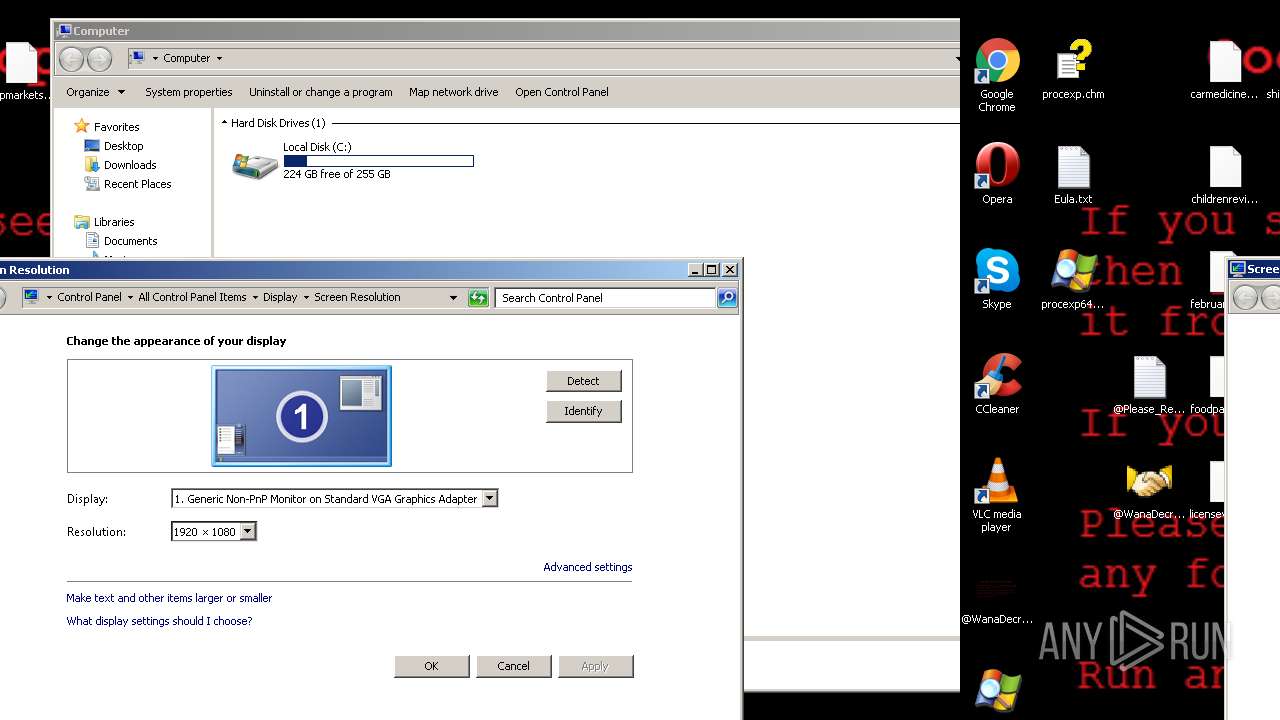 Computer
Computer
Organize
System properties
Uninstall or change a program
Map network drive
Open Control Panel
Favorites
Desktop
Downloads
Recent Places
Libraries
Documents
Hard Disk Drives (1)
Local Disk (C:)
224 GB free of 255 GB
n Resolution
Control Panel
All Control Panel Items
Display
Screen Resolution
Search Control Panel
Change the appearance of your display
1
Detect
Identify
Display:
1. Generic Non-PnP Monitor on Standard VGA Graphics Adapter
Resolution:
1920 × 1080
Advanced settings
Make text and other items larger or smaller
What display settings should I choose?
OK
Cancel
Apply
pmarkets...
see
Google
Chrome
procexp.chm
carmedicine...
shi
Opera
Eula.txt
childrenrevi...
Skype
procexp64...
februar
CCleaner
@Please_Re...
foodpa
VLC media
player
@WanaDecr...
licensev
@WanaDecr...
If you s
then
it fro
If you
Please
any fo
Run an
Scree
ANY RUN